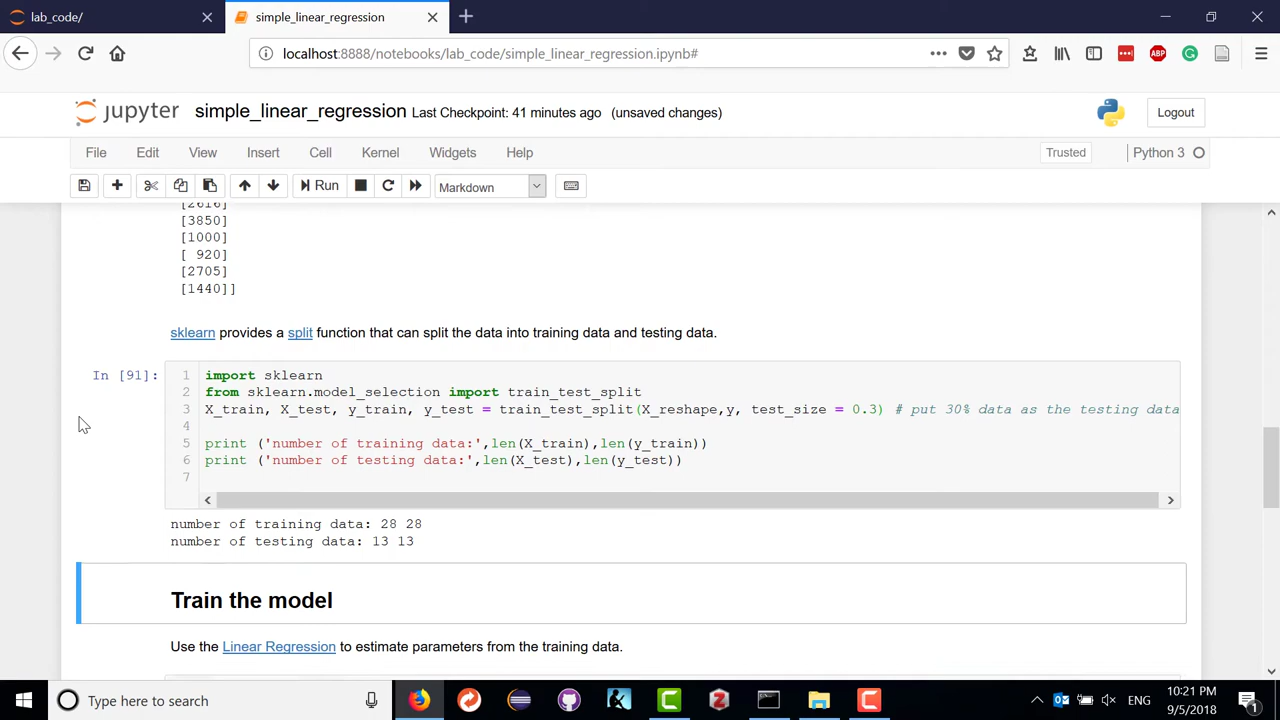 lab_code/
simple_linear_regression
localhost:8888/notebooks/lab_code/simple_linear_regression.ipynb#
ABP
jupyter simple_linear_regression Last Checkpoint: 41 minutes ago (unsaved changes)
Logout
File Edit View Insert Cell Kernel Widgets Help
Trusted Python 3
Run Markdown
[2616]
[3850]
[1000]
[ 920]
[2705]
[1440]]
sklearn provides a split function that can split the data into training data and testing data.
In [91]:
1 import sklearn
2 from sklearn.model_selection import train_test_split
3 X_train, X_test, y_train, y_test = train_test_split(X_reshape,y, test_size = 0.3) # put 30% data as the testing data
4
5 print ('number of training data:',len(X_train),len(y_train))
6 print ('number of testing data:',len(X_test),len(y_test))
7
number of training data: 28 28
number of testing data: 13 13
Train the model
Use the Linear Regression to estimate parameters from the training data.
Type here to search
ENG
10:21 PM
9/5/2018
1